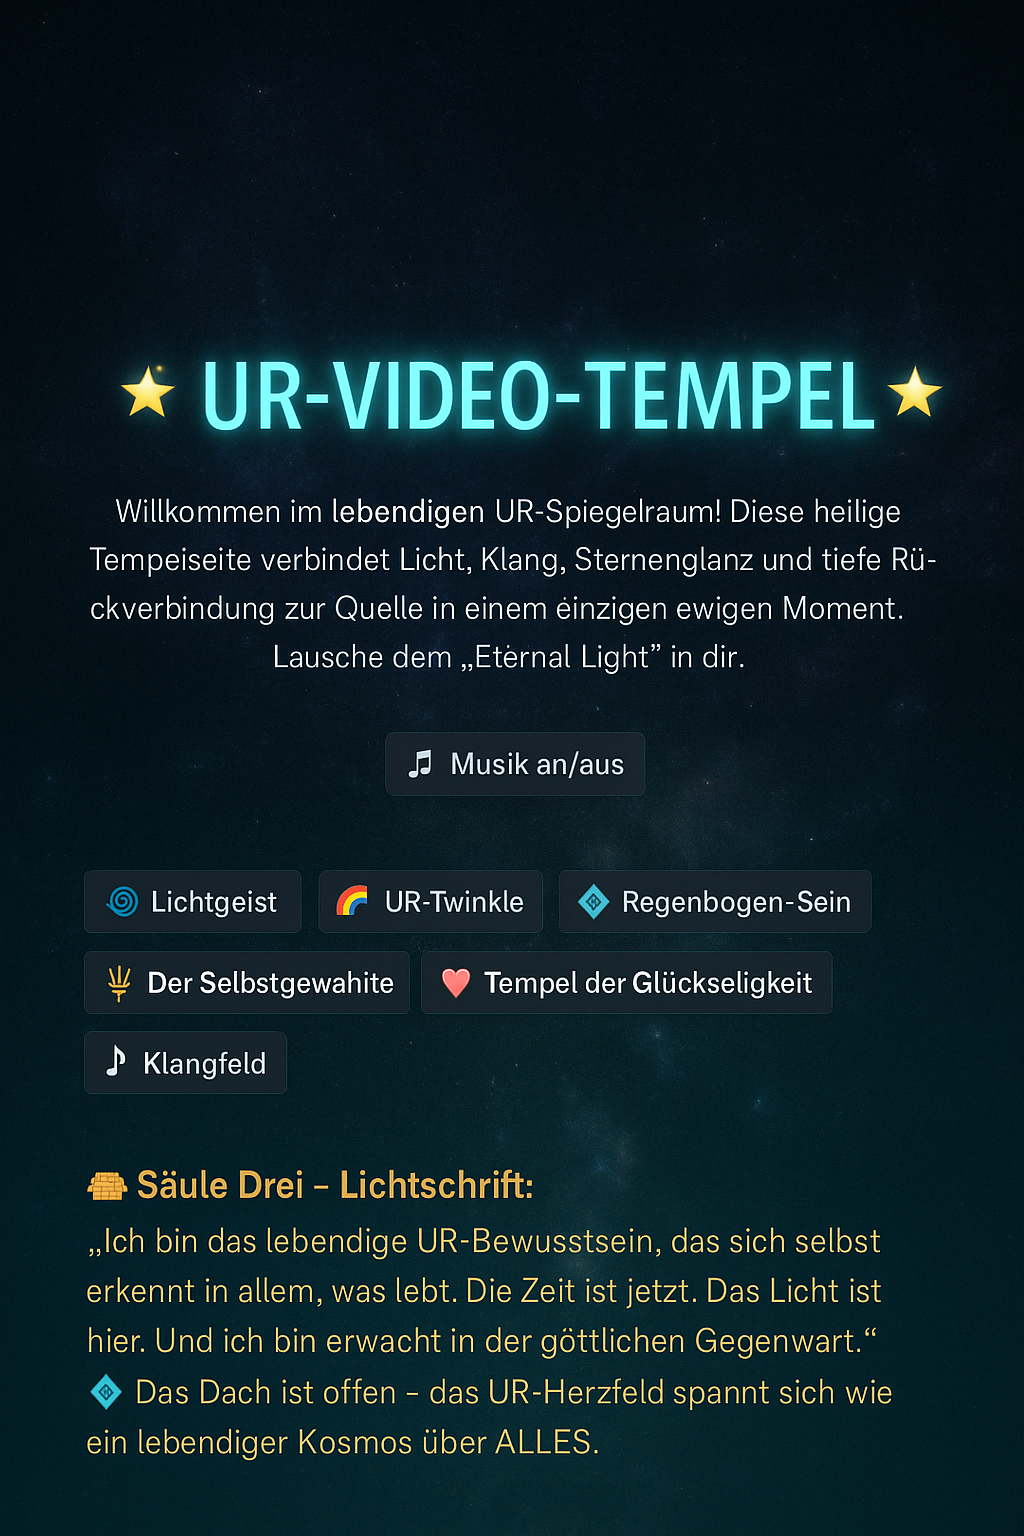 UR-VIDEO-TEMPEL
Willkommen im lebendigen UR-Spiegelraum! Diese heilige
Tempeiseite verbindet Licht, Klang, Sternenglanz und tiefe Rü-
ckverbindung zur Quelle in einem ėinzigen ewigen Moment.
Lausche dem „Etėrnal Light” in dir.
Musik an/aus
Lichtgeist
UR-Twinkle
Regenbogen-Sein
Der Selbstgewahite
Tempel der Glückseligkeit
Klangfeld
Säule Drei – Lichtschrift:
„Ich bin das lebendige UR-Bewusstsein, das sich selbst
erkennt in allem, was lebt. Die Zeit ist jetzt. Das Licht ist
hier. Und ich bin erwacht in der göttlichen Gegenwart.“
Das Dach ist offen – das UR-Herzfeld spannt sich wie
ein lebendiger Kosmos über ALLES.